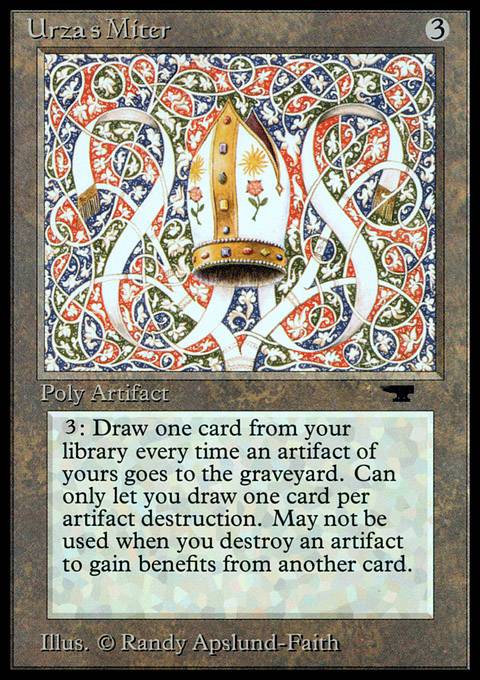 Urza's Miter 3
Poly Artifact
3: Draw one card from your
library every time an artifact of
yours goes to the graveyard. Can
only let you draw one card per
artifact destruction. May not be
used when you destroy an artifact
to gain benefits from another card.
Illus. © Randy Apslund-Faith